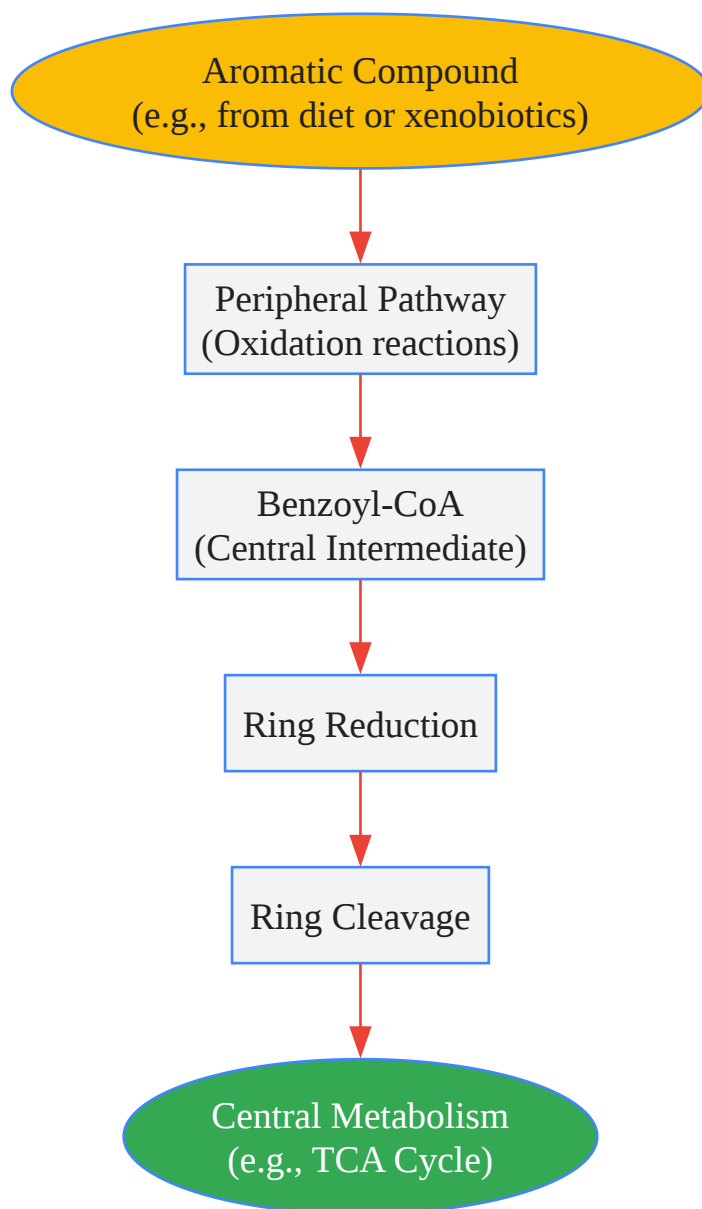 Aromatic Compound
(e.g., from diet or xenobiotics)
Peripheral Pathway
(Oxidation reactions)
Benzoyl-CoA
(Central Intermediate)
Ring Reduction
Ring Cleavage
Central Metabolism
(e.g., TCA Cycle)